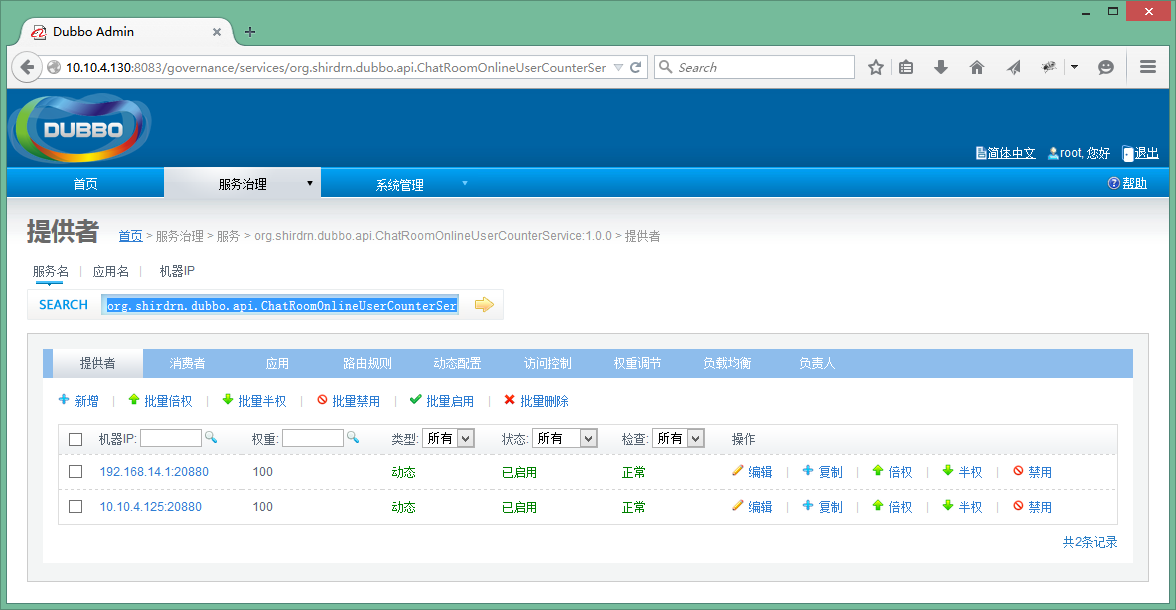 Dubbo Admin
10.10.4.130:8083/governance/services/org.shirdrn.dubbo.api.ChatRoomOnlineUserCounterSer
Search
DUBBO
简体中文 root, 您好 退出
首页 服务治理 系统管理 帮助
提供者 首页 > 服务治理 > 服务 > org.shirdrn.dubbo.api.ChatRoomOnlineUserCounterService:1.0.0 > 提供者
服务名 | 应用名 | 机器IP
SEARCH org.shirdrn.dubbo.api.ChatRoomOnlineUserCounterSer
提供者 消费者 应用 路由规则 动态配置 访问控制 权重调节 负载均衡 负责人
新增 | 批量倍权 | 批量半权 | 批量禁用 | 批量启用 | 批量删除
机器IP: 权重: 类型: 所有 状态: 所有 检查: 所有 操作
192.168.14.1:20880 100 动态 已启用 正常 编辑 | 复制 | 倍权 | 半权 | 禁用
10.10.4.125:20880 100 动态 已启用 正常 编辑 | 复制 | 倍权 | 半权 | 禁用
共2条记录